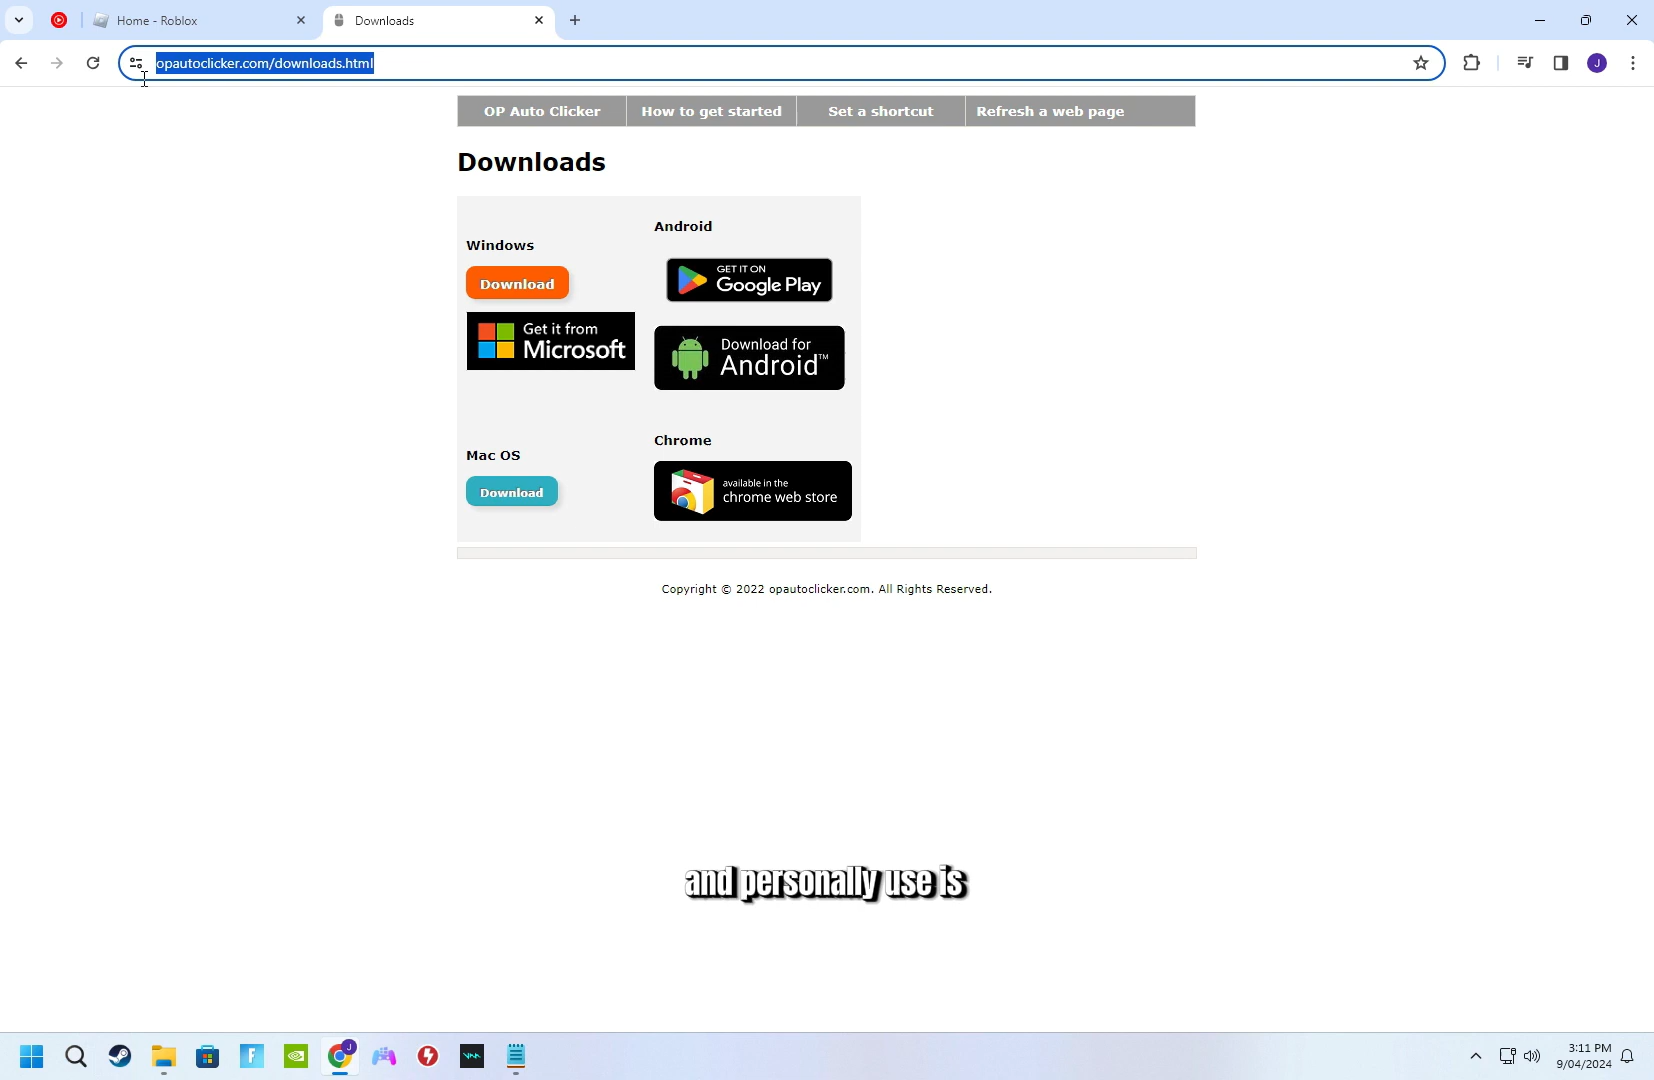 Home - Roblox
Downloads
opautoclicker.com/downloads.html
J
OP Auto Clicker
How to get started
Set a shortcut
Refresh a web page
Downloads
Windows
Download
Get it from
Microsoft
Android
GET IT ON
Google Play
Download for
Android™
Mac OS
Download
Chrome
available in the
chrome web store
Copyright © 2022 opautoclicker.com. All Rights Reserved.
and personally use is
F
J
3:11 PM
9/04/2024